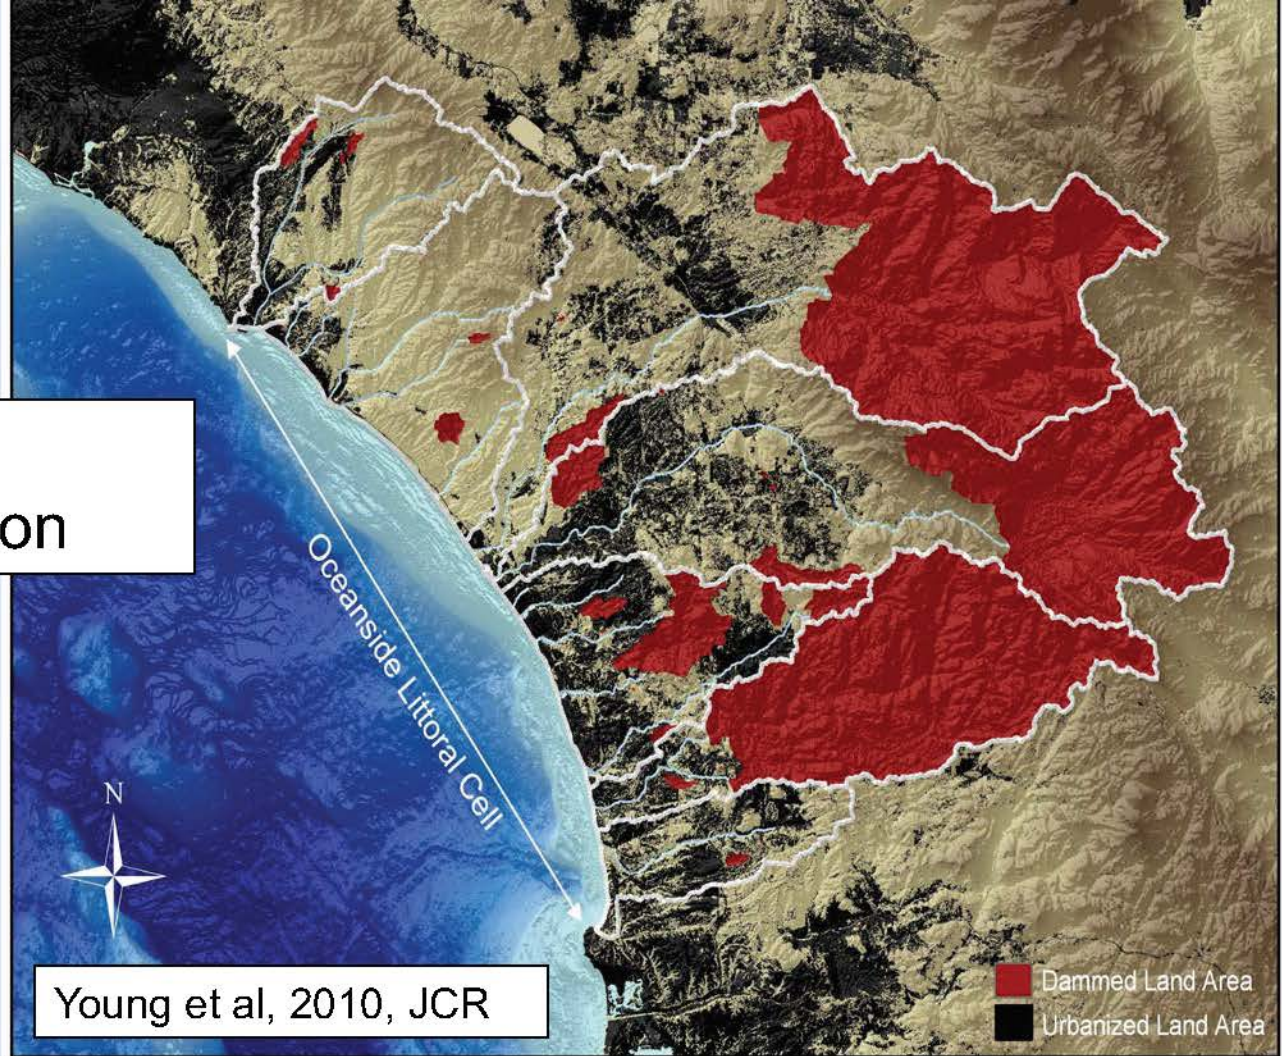 on
Oceanside Littoral Cell
N
Young et al, 2010, JCR
Dammed Land Area
Urbanized Land Area